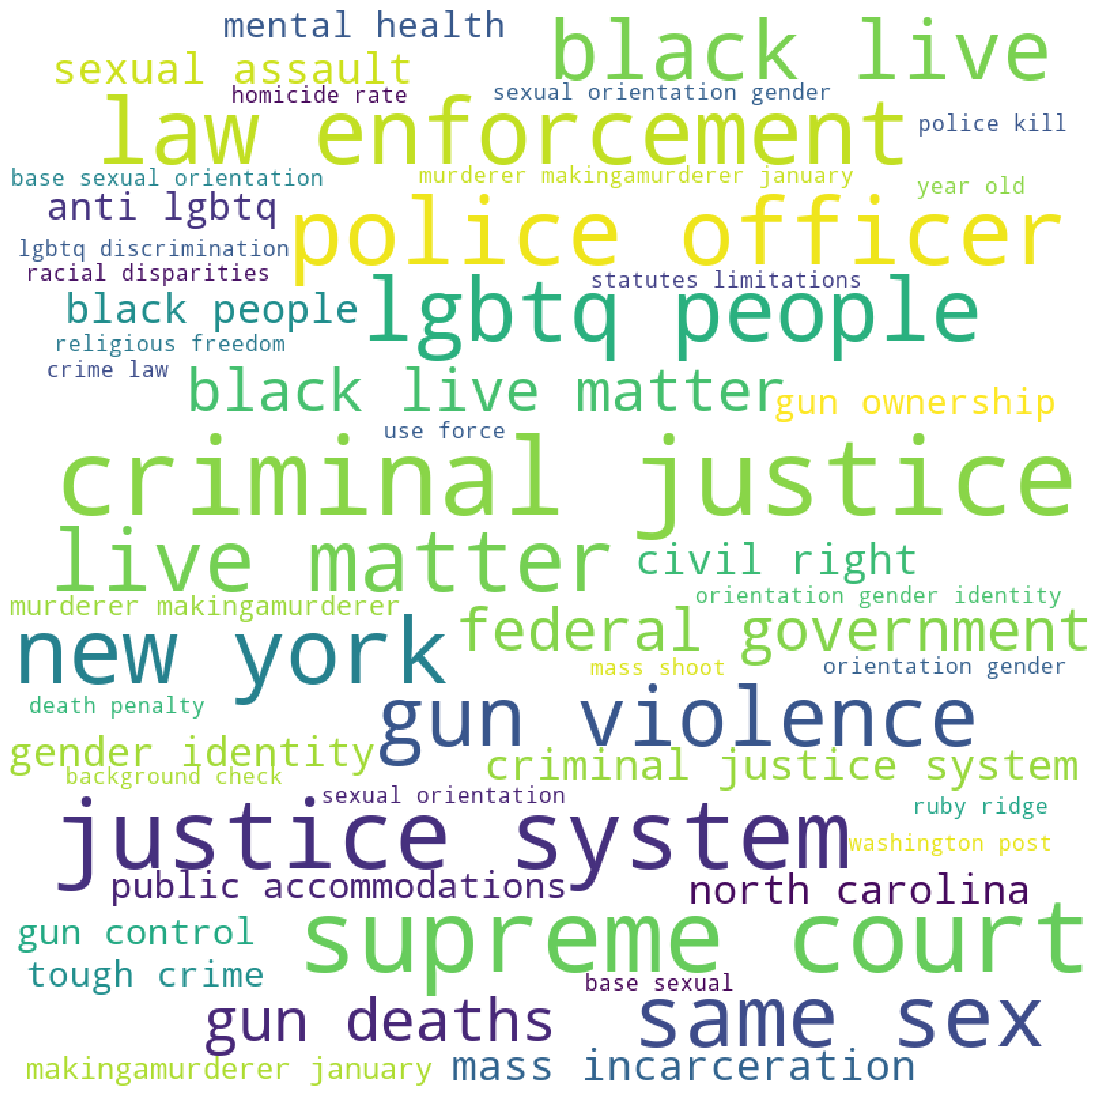 mental health
black live
sexual assault
homicide rate
sexual orientation gender
law enforcement
police kill
base sexual orientation
murderer makingamurderer january
year old
anti lgbtq
police officer
lgbtq discrimination
racial disparities
statutes limitations
black people
lgbtq people
religious freedom
crime law
black live matter
gun ownership
use force
criminal justice
live matter
civil right
murderer makingamurderer
orientation gender identity
new york
federal government
mass shoot
orientation gender
death penalty
gun violence
gender identity
criminal justice system
background check
sexual orientation
ruby ridge
justice system
washington post
public accommodations
north carolina
gun control
supreme court
tough crime
base sexual
gun deaths
same sex
makingamurderer january
mass incarceration